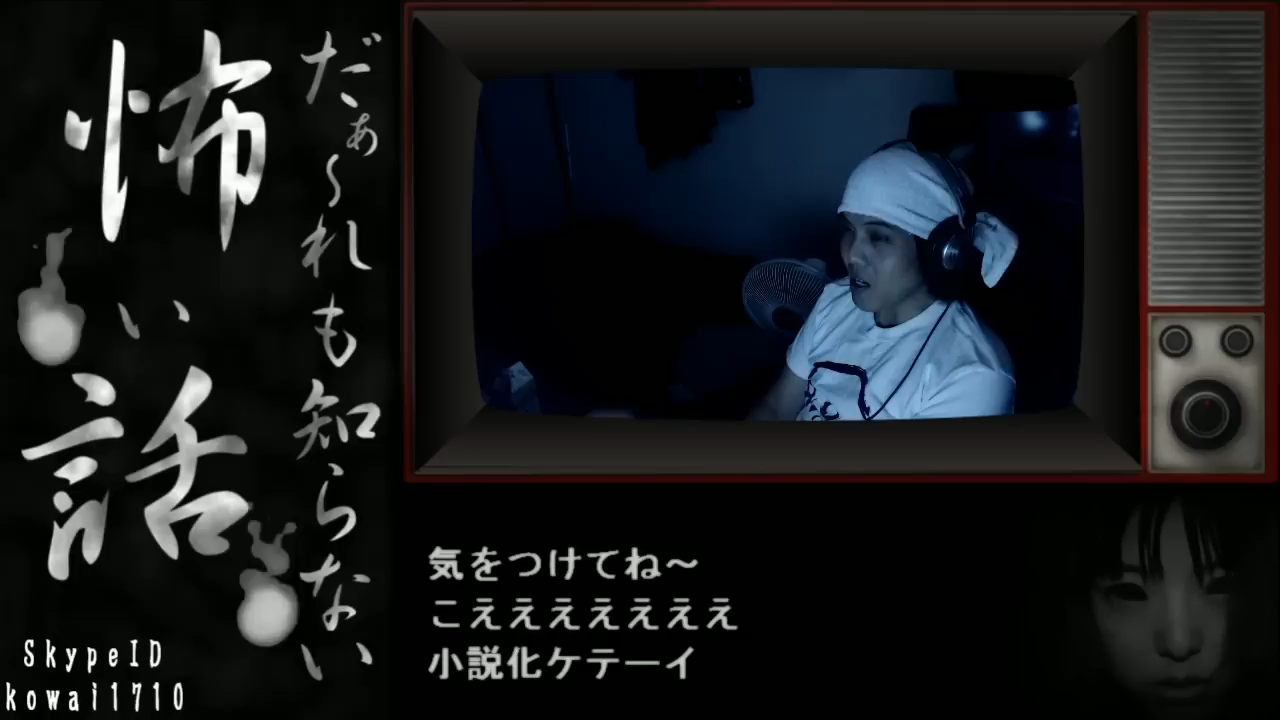 だぁ〜れも知らない
怖い話
SkypeID
kowai1710
気をつけてね〜
こえええええええ
小説化ケテーイ